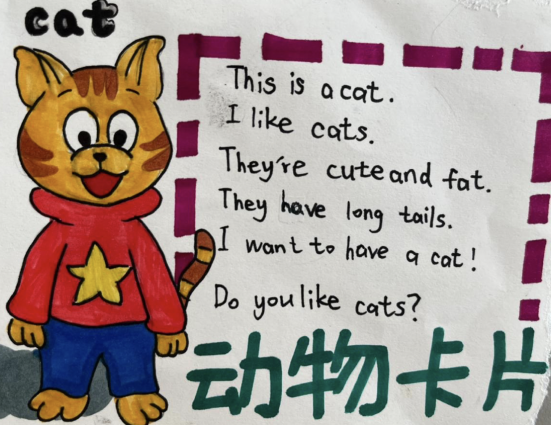 cat
This is a cat.
I like cats.
They're cute and fat.
They have long tails.
I want to have a cat!
Do you like cats?
动物卡片